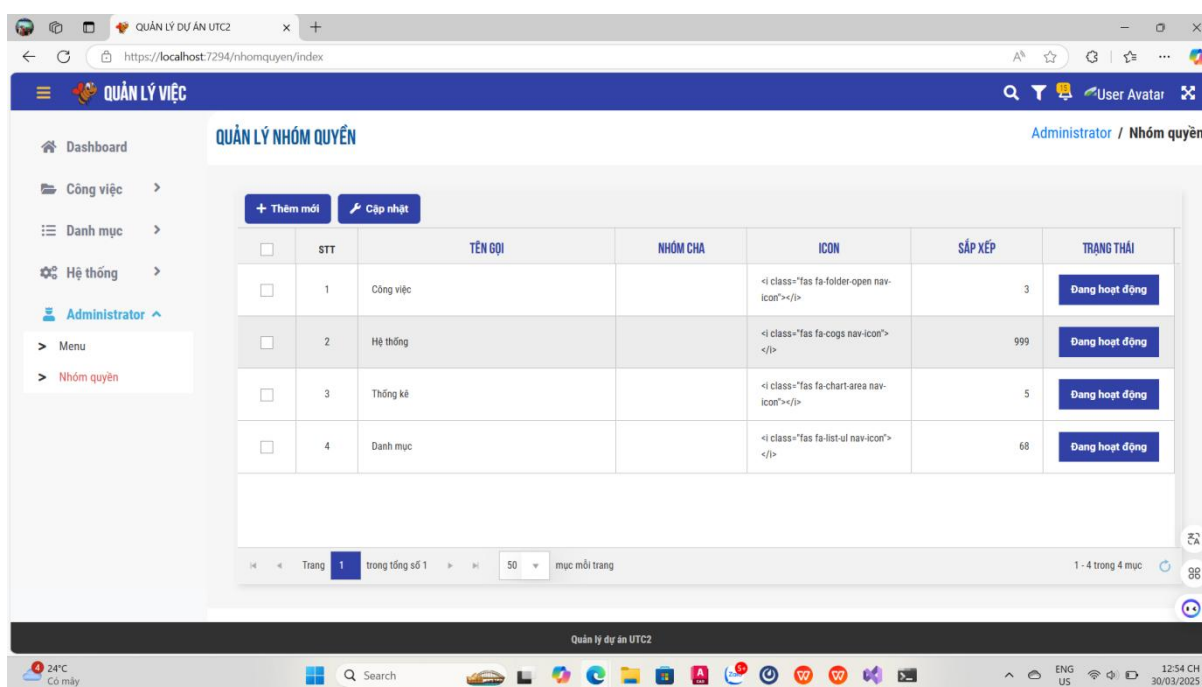 QUẢN LÝ DỰ ÁN UTC2
https://localhost:7294/nhomquyen/index
QUẢN LÝ VIỆC
15
User Avatar
QUẢN LÝ NHÓM QUYỀN
Administrator / Nhóm quyền
Dashboard
Công việc
Danh mục
Hệ thống
Administrator
Menu
Nhóm quyền
+ Thêm mới
Cập nhật
STT TÊN GỌI NHÓM CHA ICON SẮP XẾP TRẠNG THÁI
1 Công việc <i class="fas fa-folder-open nav-icon"></i> 3 Đang hoạt động
2 Hệ thống <i class="fas fa-cogs nav-icon"></i> 999 Đang hoạt động
3 Thống kê <i class="fas fa-chart-area nav-icon"></i> 5 Đang hoạt động
4 Danh mục <i class="fas fa-list-ul nav-icon"></i> 68 Đang hoạt động
Trang 1 trong tổng số 1 50 mục mỗi trang 1 - 4 trong 4 mục
Quản lý dự án UTC2
4
24°C
Có mây
Search
Zalo
5+
ENG
US
12:54 CH
30/03/2025